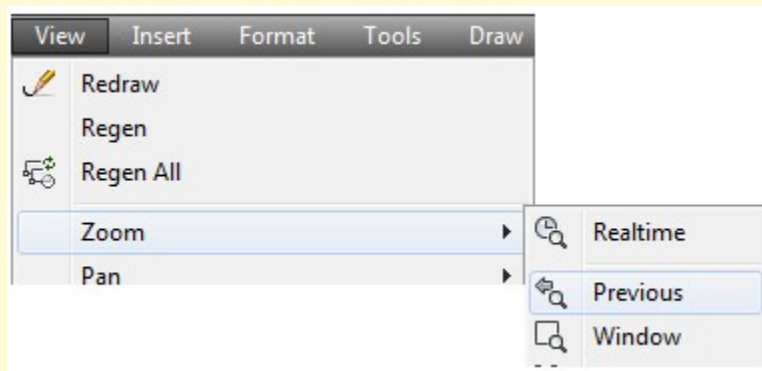 View Insert Format Tools Draw
Redraw
Regen
Regen All
Zoom
Pan
Realtime
Previous
Window